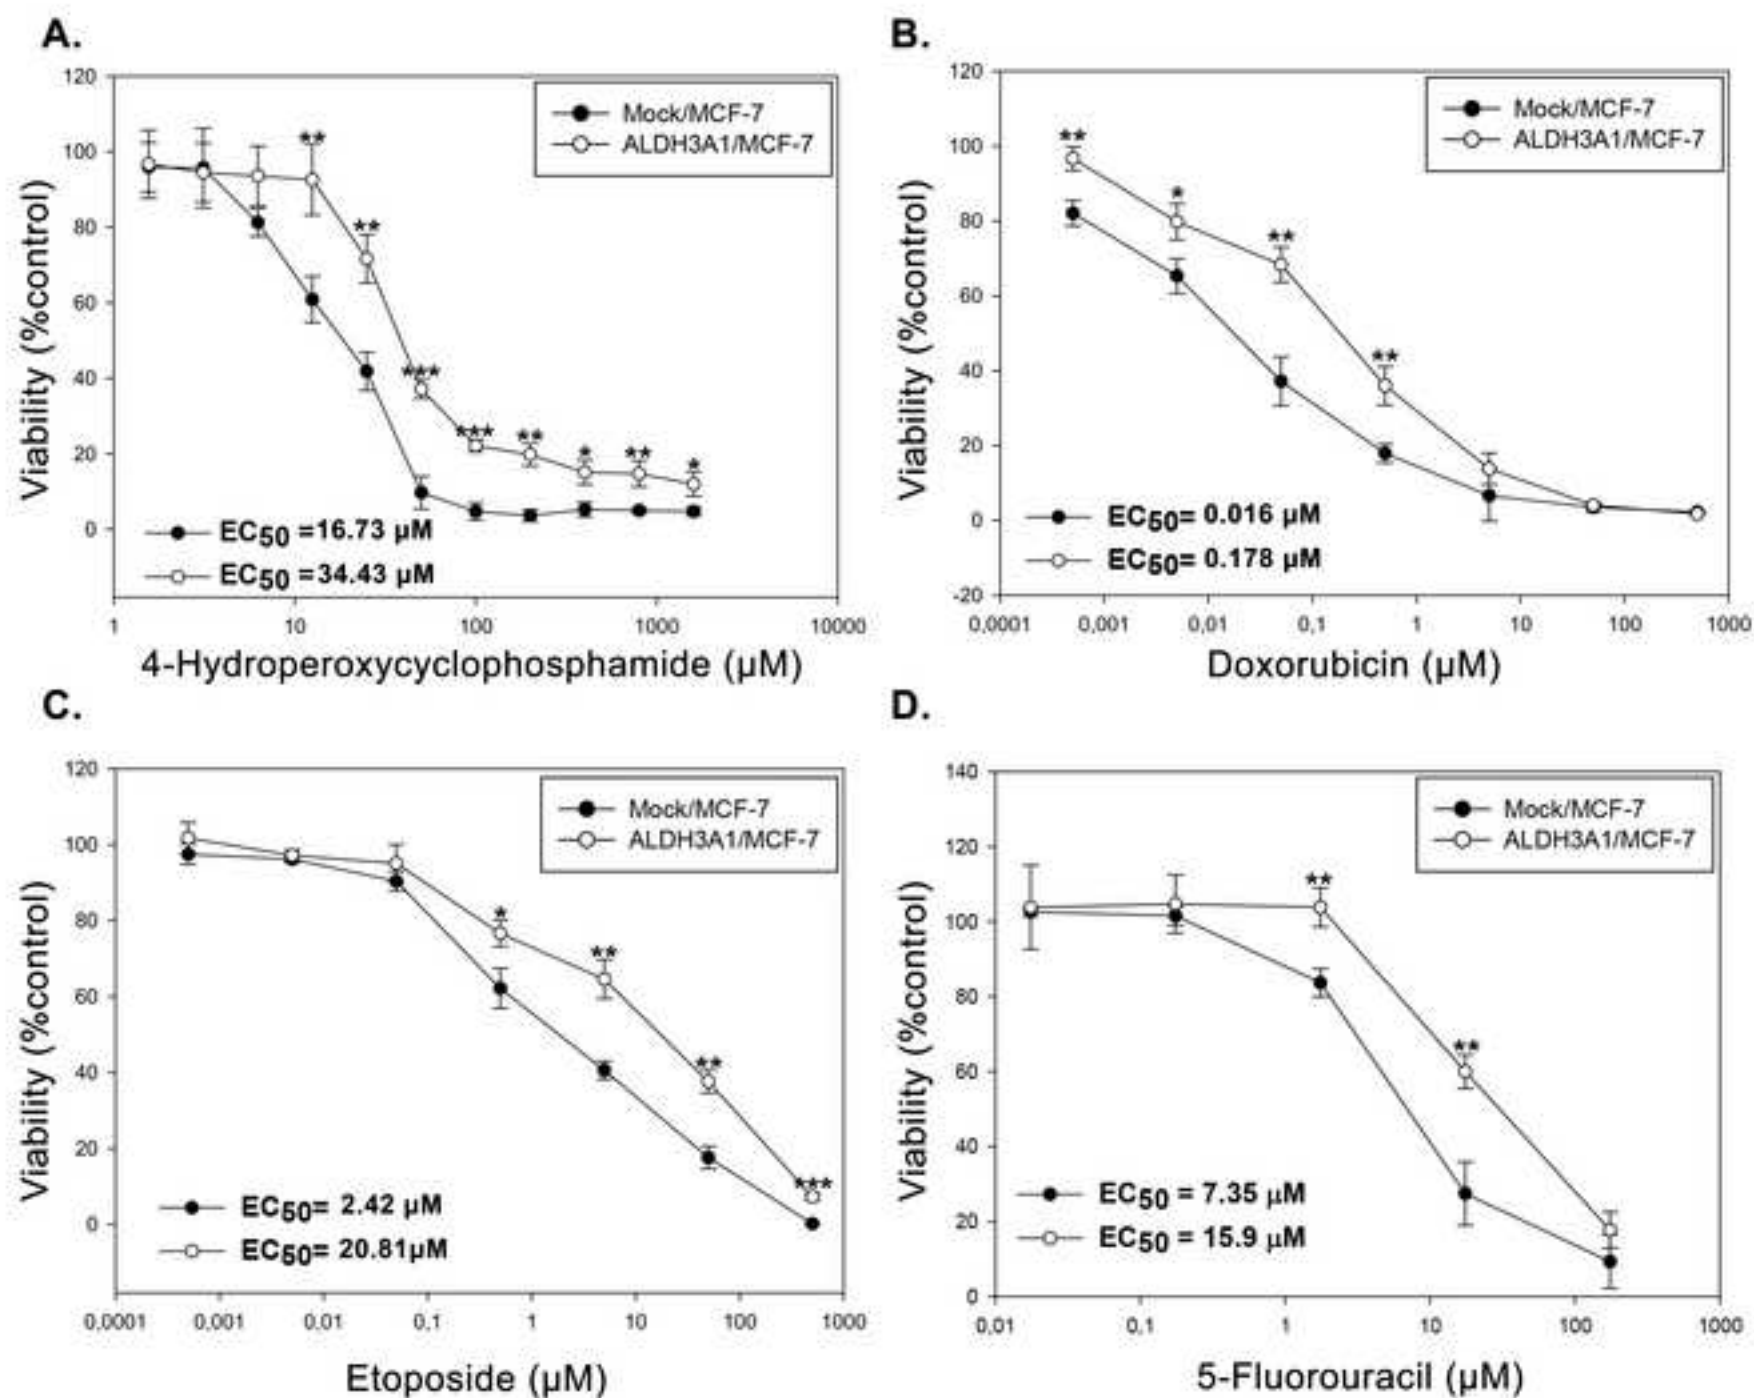 A.
120
100
80
60
40
20
0
Viability (%control)
Mock/MCF-7
ALDH3A1/MCF-7
**
**
***
***
**
*
**
*
EC50 =16.73 µM
EC50 =34.43 µM
1
10
100
1000
10000
4-Hydroperoxycyclophosphamide (µM)
B.
120
100
80
60
40
20
0
-20
Viability (%control)
Mock/MCF-7
ALDH3A1/MCF-7
**
*
**
**
EC50= 0.016 µM
EC50= 0.178 µM
0,0001
0,001
0,01
0,1
1
10
100
1000
Doxorubicin (µM)
C.
120
100
80
60
40
20
0
Viability (%control)
Mock/MCF-7
ALDH3A1/MCF-7
*
**
**
***
EC50= 2.42 µM
EC50= 20.81µM
0,0001
0,001
0,01
0,1
1
10
100
1000
Etoposide (µM)
D.
140
120
100
80
60
40
20
0
Viability (%control)
Mock/MCF-7
ALDH3A1/MCF-7
**
**
EC50 = 7.35 µM
EC50 = 15.9 µM
0,01
0,1
1
10
100
1000
5-Fluorouracil (µM)